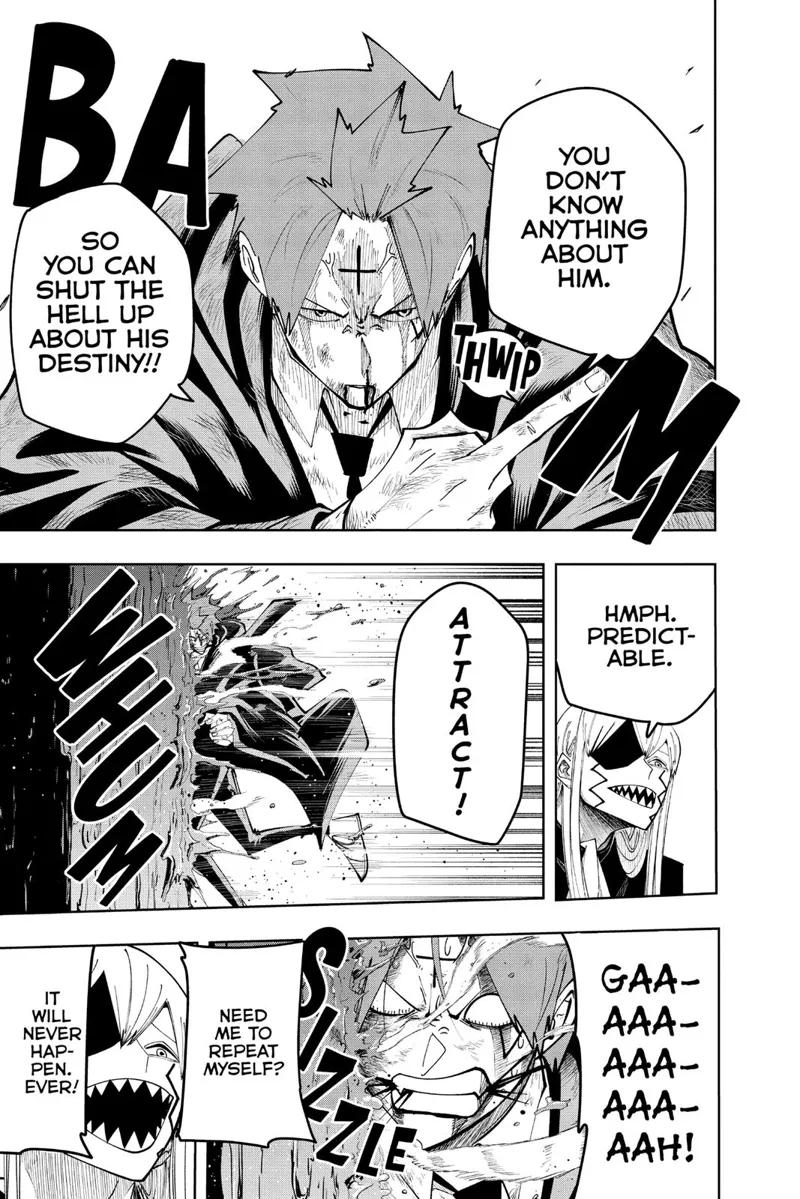 YOU
DON'T
KNOW
ANYTHING
ABOUT
HIM.
BA M
THWIP
SO
YOU CAN
SHUT THE
HELL UP
ABOUT HIS
DESTINY!!
HMPH.
PREDICT-
ABLE.
ATTRACT!
WHUM
GAA-
AAA-
AAA-
AAA-
AAH!
SIZZLE
NEED
ME TO
REPEAT
MYSELF?
IT
WILL
NEVER
HAP-
PEN.
EVER!